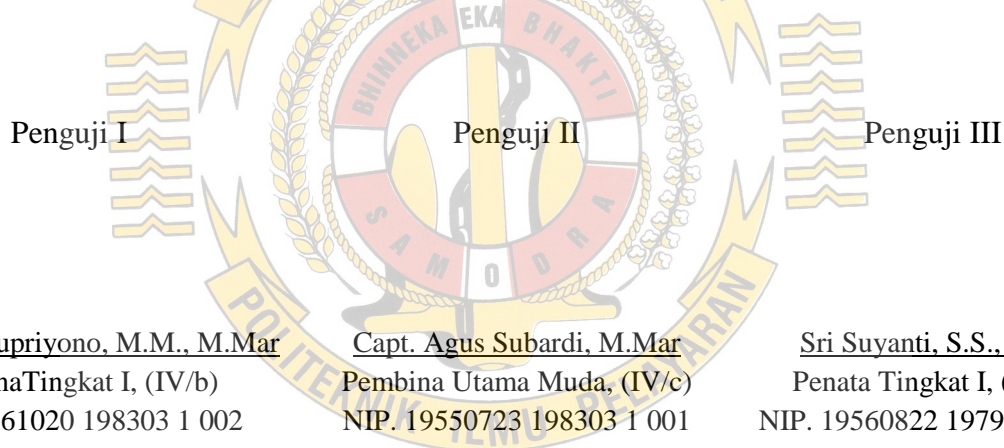 BHINNEKA EKA BHAKTI
Penguji I Penguji II Penguji III
SAMODRA
upriyono, M.M., M.Mar Capt. Agus Subardi, M.Mar Sri Suyanti, S.S.,
naTingkat I, (IV/b) Pembina Utama Muda, (IV/c) Penata Tingkat I, (
61020 198303 1 002 NIP. 19550723 198303 1 001 NIP. 19560822 1979
POLITEKNIK ILMU PELAYARAN